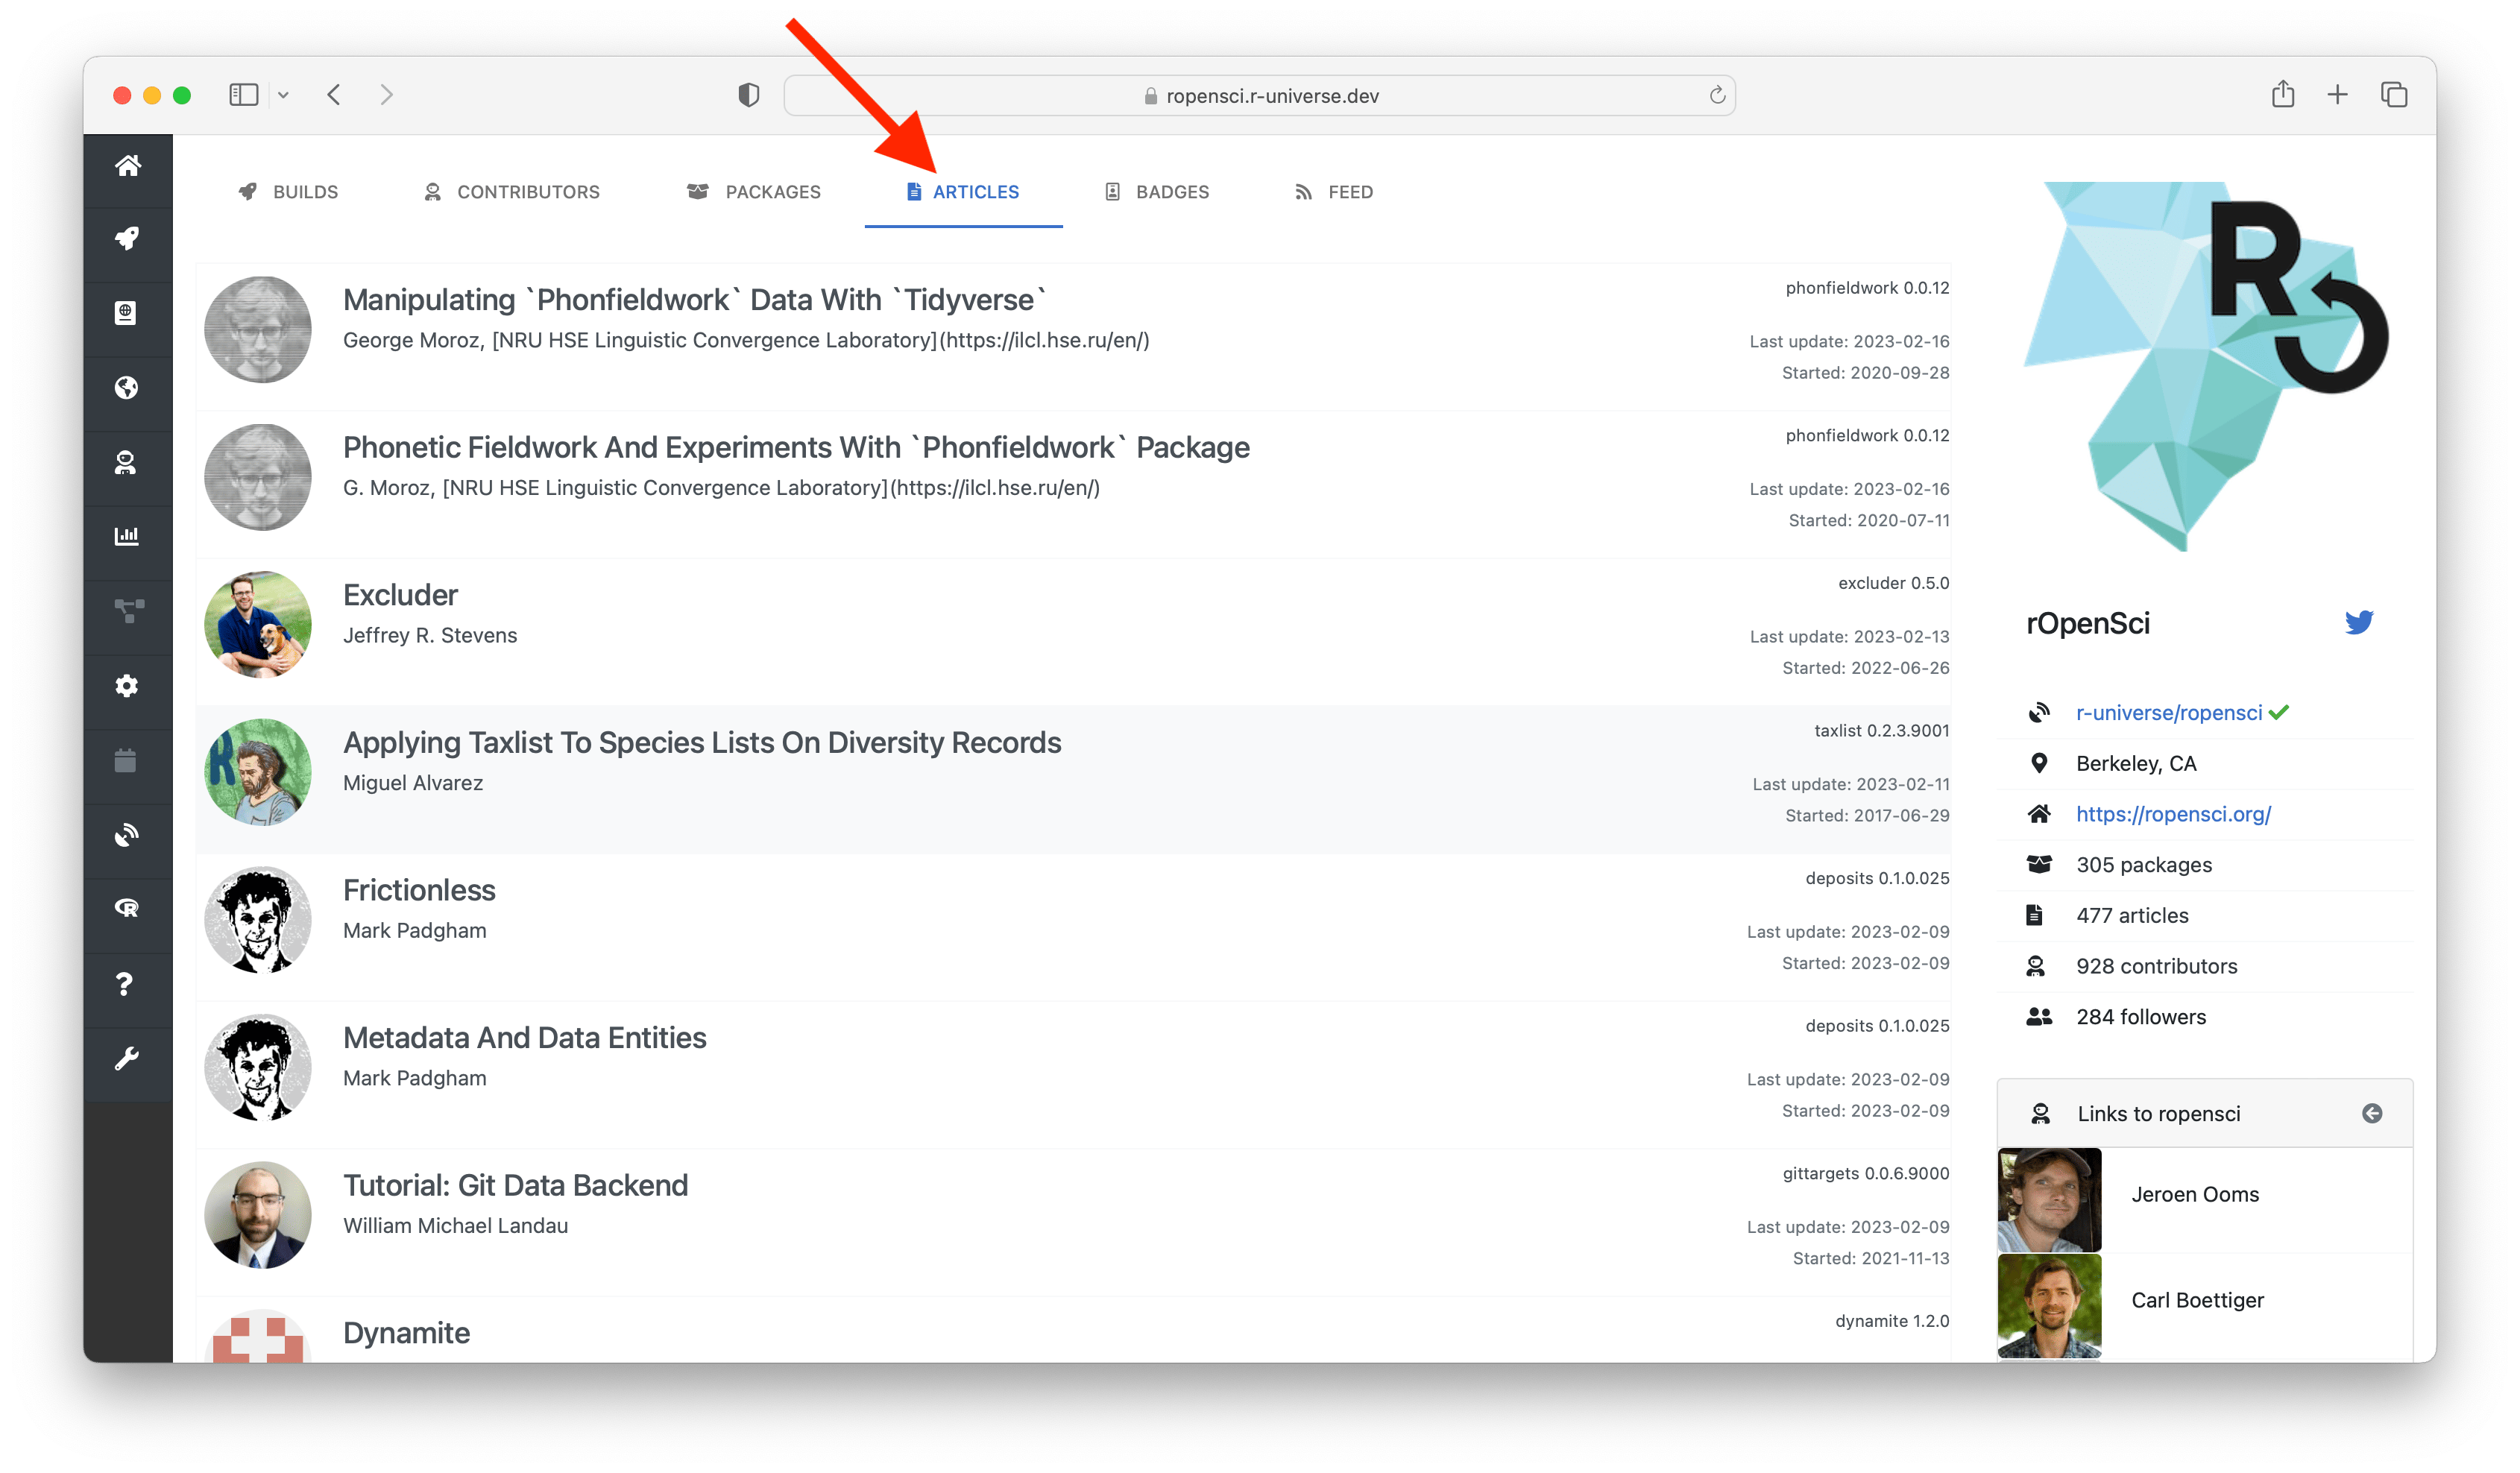 ropensci.r-universe.dev
BUILDS
CONTRIBUTORS
PACKAGES
ARTICLES
BADGES
FEED
Manipulating `Phonfieldwork` Data With `Tidyverse`
George Moroz, [NRU HSE Linguistic Convergence Laboratory](https://ilcl.hse.ru/en/)
phonfieldwork 0.0.12
Last update: 2023-02-16
Started: 2020-09-28
Phonetic Fieldwork And Experiments With `Phonfieldwork` Package
G. Moroz, [NRU HSE Linguistic Convergence Laboratory](https://ilcl.hse.ru/en/)
phonfieldwork 0.0.12
Last update: 2023-02-16
Started: 2020-07-11
Excluder
Jeffrey R. Stevens
excluder 0.5.0
Last update: 2023-02-13
Started: 2022-06-26
Applying Taxlist To Species Lists On Diversity Records
Miguel Alvarez
taxlist 0.2.3.9001
Last update: 2023-02-11
Started: 2017-06-29
Frictionless
Mark Padgham
deposits 0.1.0.025
Last update: 2023-02-09
Started: 2023-02-09
Metadata And Data Entities
Mark Padgham
deposits 0.1.0.025
Last update: 2023-02-09
Started: 2023-02-09
Tutorial: Git Data Backend
William Michael Landau
gittargets 0.0.6.9000
Last update: 2023-02-09
Started: 2021-11-13
Dynamite
dynamite 1.2.0
R
rOpenSci
r-universe/ropensci
Berkeley, CA
https://ropensci.org/
305 packages
477 articles
928 contributors
284 followers
Links to ropensci
Jeroen Ooms
Carl Boettiger